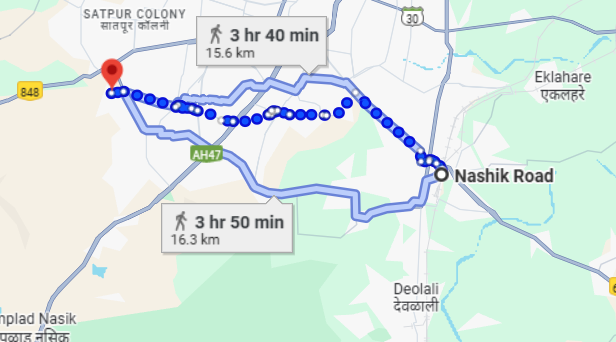 SATPUR COLONY
सातपूर कॉलनी
3 hr 40 min
15.6 km
30
848
Eklahare
एकलहरे
AH47
Nashik Road
3 hr 50 min
16.3 km
Deolali
देवळाली
Nasik